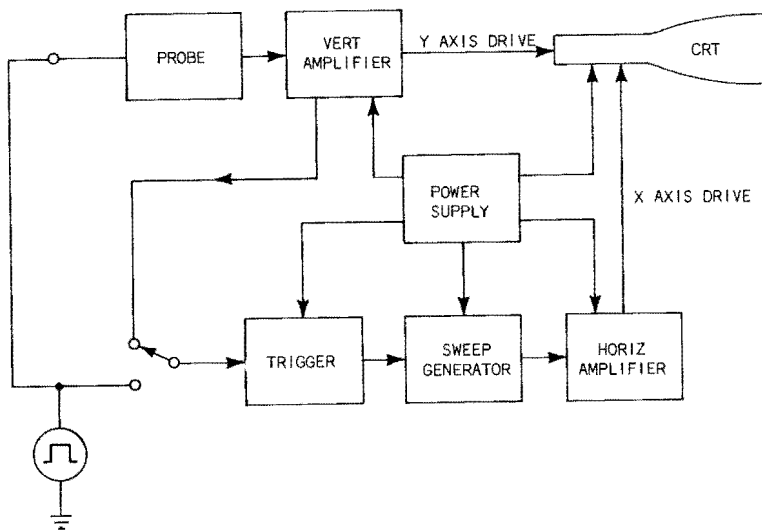 PROBE
VERT
AMPLIFIER
Y AXIS DRIVE
CRT
POWER
SUPPLY
X AXIS DRIVE
TRIGGER
SWEEP
GENERATOR
HORIZ
AMPLIFIER